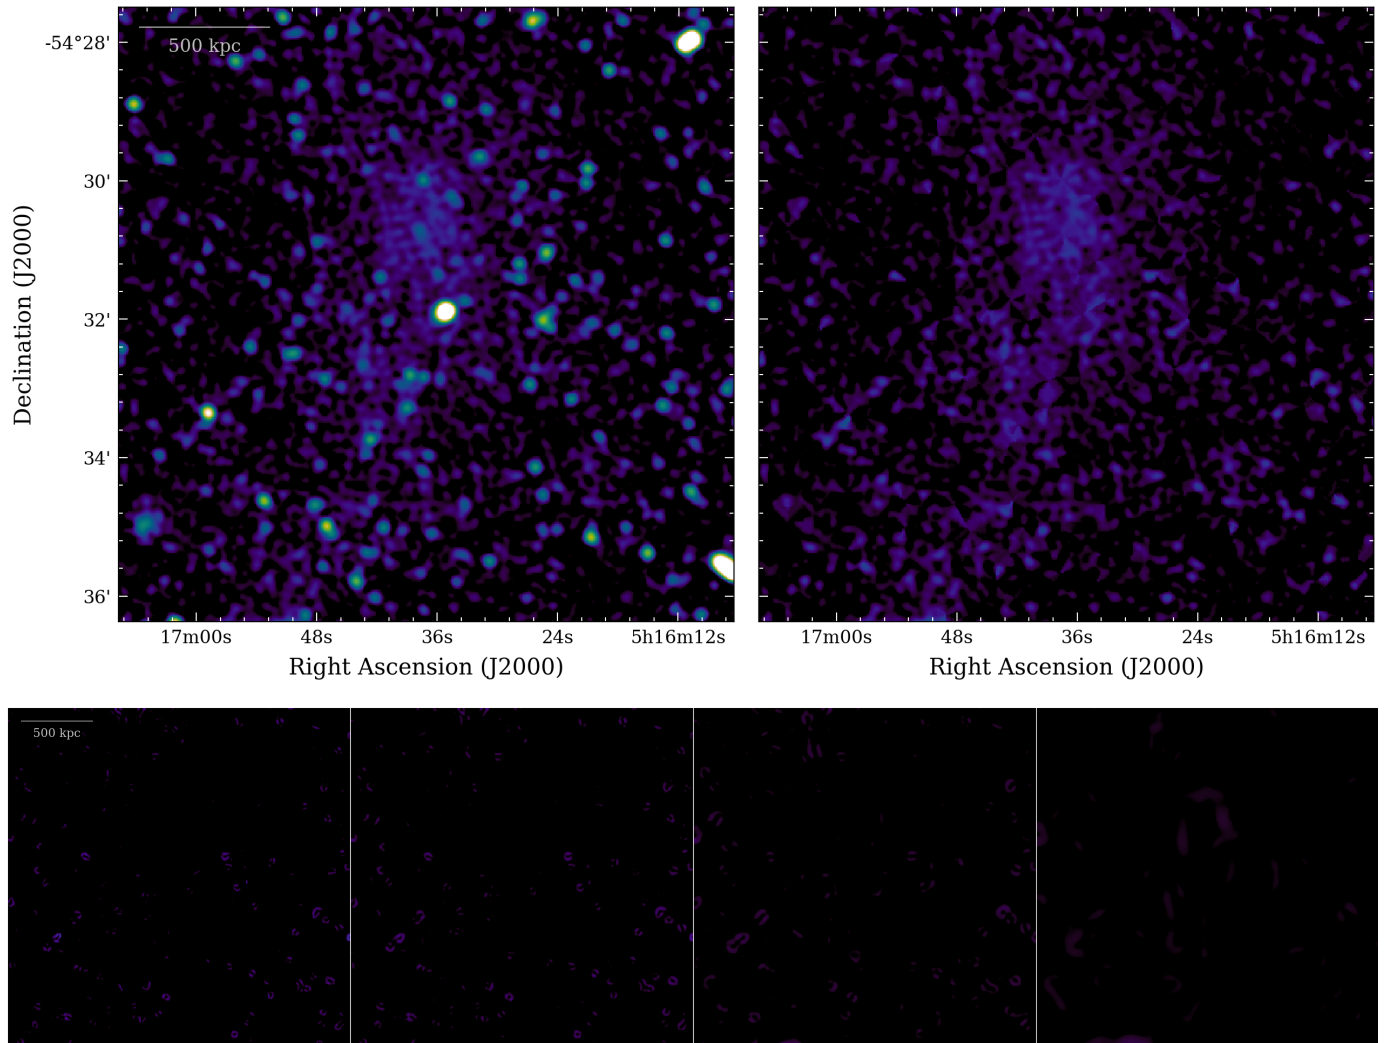 500 kpc
-54°28'
30'
32'
34'
36'
Declination (J2000)
17m00s 48s 36s 24s 5h16m12s
17m00s 48s 36s 24s 5h16m12s
Right Ascension (J2000)
Right Ascension (J2000)
500 kpc